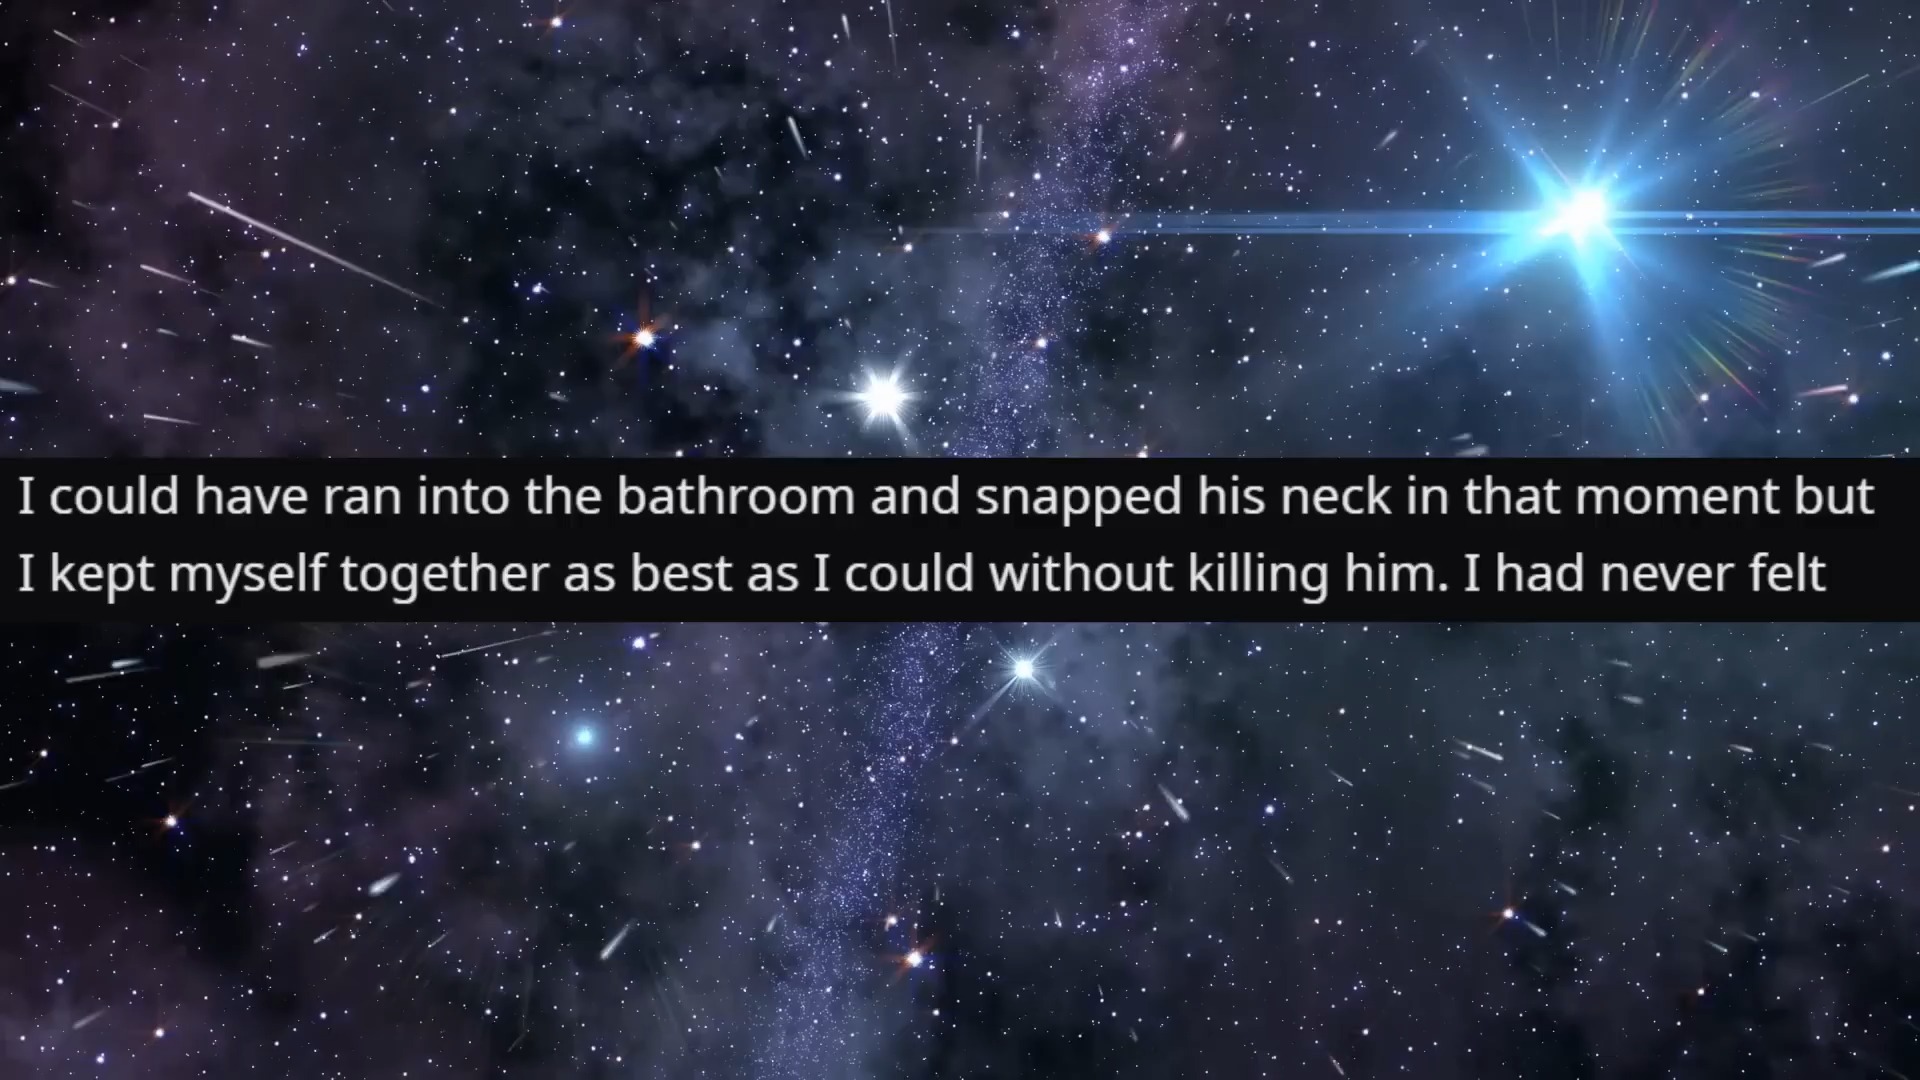 I could have ran into the bathroom and snapped his neck in that moment but
I kept myself together as best as I could without killing him. I had never felt